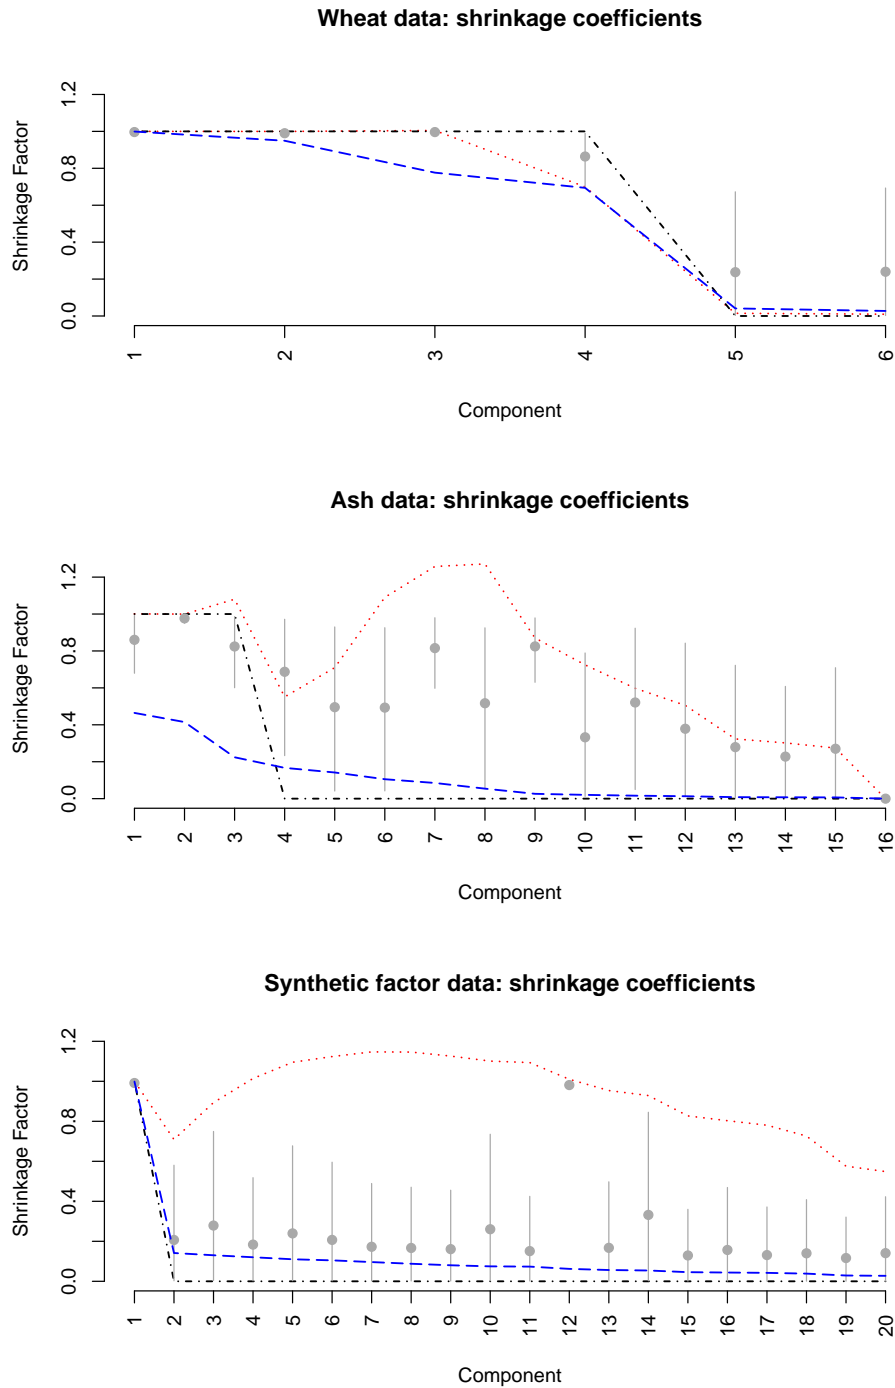 Wheat data: shrinkage coefficients
Shrinkage Factor
0.0 0.4 0.8 1.2
1 2 3 4 5 6
Component
Ash data: shrinkage coefficients
Shrinkage Factor
0.0 0.4 0.8 1.2
1 2 3 4 5 6 7 8 9 10 11 12 13 14 15 16
Component
Synthetic factor data: shrinkage coefficients
Shrinkage Factor
0.0 0.4 0.8 1.2
1 2 3 4 5 6 7 8 9 10 11 12 13 14 15 16 17 18 19 20
Component